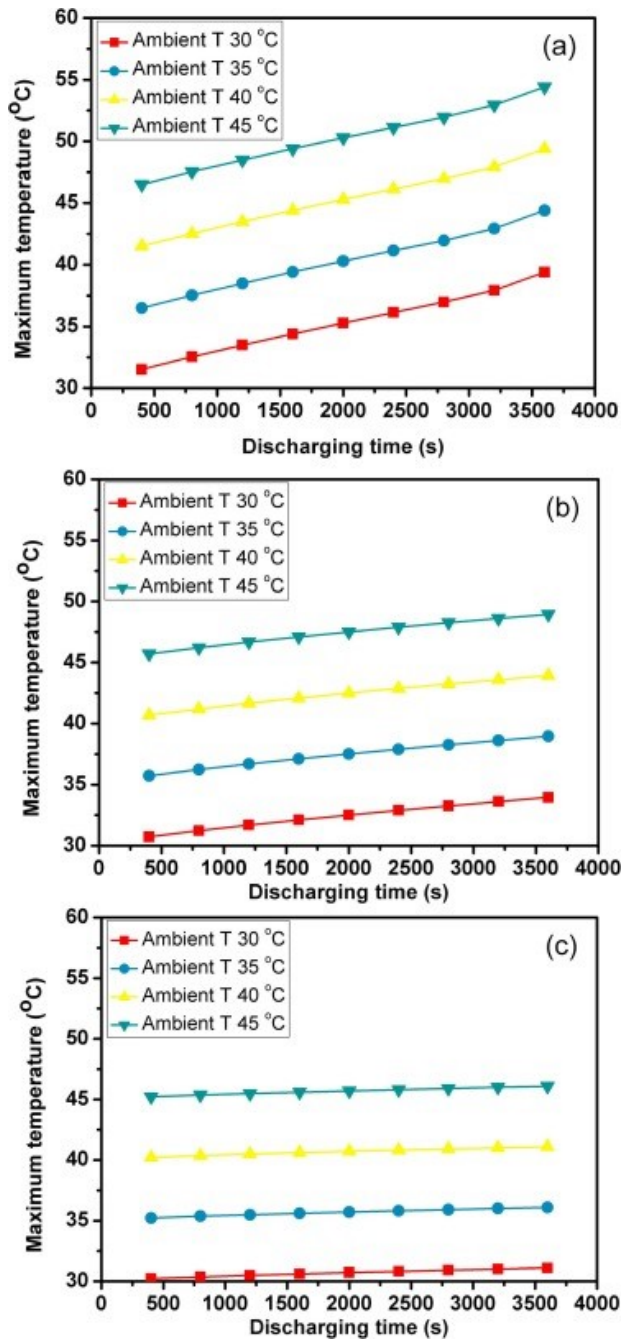 60
55
50
45
40
35
30
Maximum temperature (°C)
Ambient T 30 °C
Ambient T 35 °C
Ambient T 40 °C
Ambient T 45 °C
(a)
0 500 1000 1500 2000 2500 3000 3500 4000
Discharging time (s)
60
55
50
45
40
35
30
Maximum temperature (°C)
Ambient T 30 °C
Ambient T 35 °C
Ambient T 40 °C
Ambient T 45 °C
(b)
0 500 1000 1500 2000 2500 3000 3500 4000
Discharging time (s)
60
55
50
45
40
35
30
Maximum temperature (°C)
Ambient T 30 °C
Ambient T 35 °C
Ambient T 40 °C
Ambient T 45 °C
(c)
0 500 1000 1500 2000 2500 3000 3500 4000
Discharging time (s)